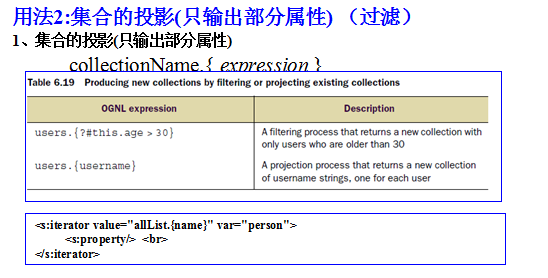 用法2:集合的投影(只输出部分属性) （过滤）
1、集合的投影(只输出部分属性)
collectionName.{ expression }
Table 6.19 Producing new collections by filtering or projecting existing collections
OGNL expression Description
users.{?#this.age > 30} A filtering process that returns a new collection with
only users who are older than 30
users.{username} A projection process that returns a new collection
of username strings, one for each user
<s:iterator value="allList.{name}" var="person">
<s:property/> <br>
</s:iterator>